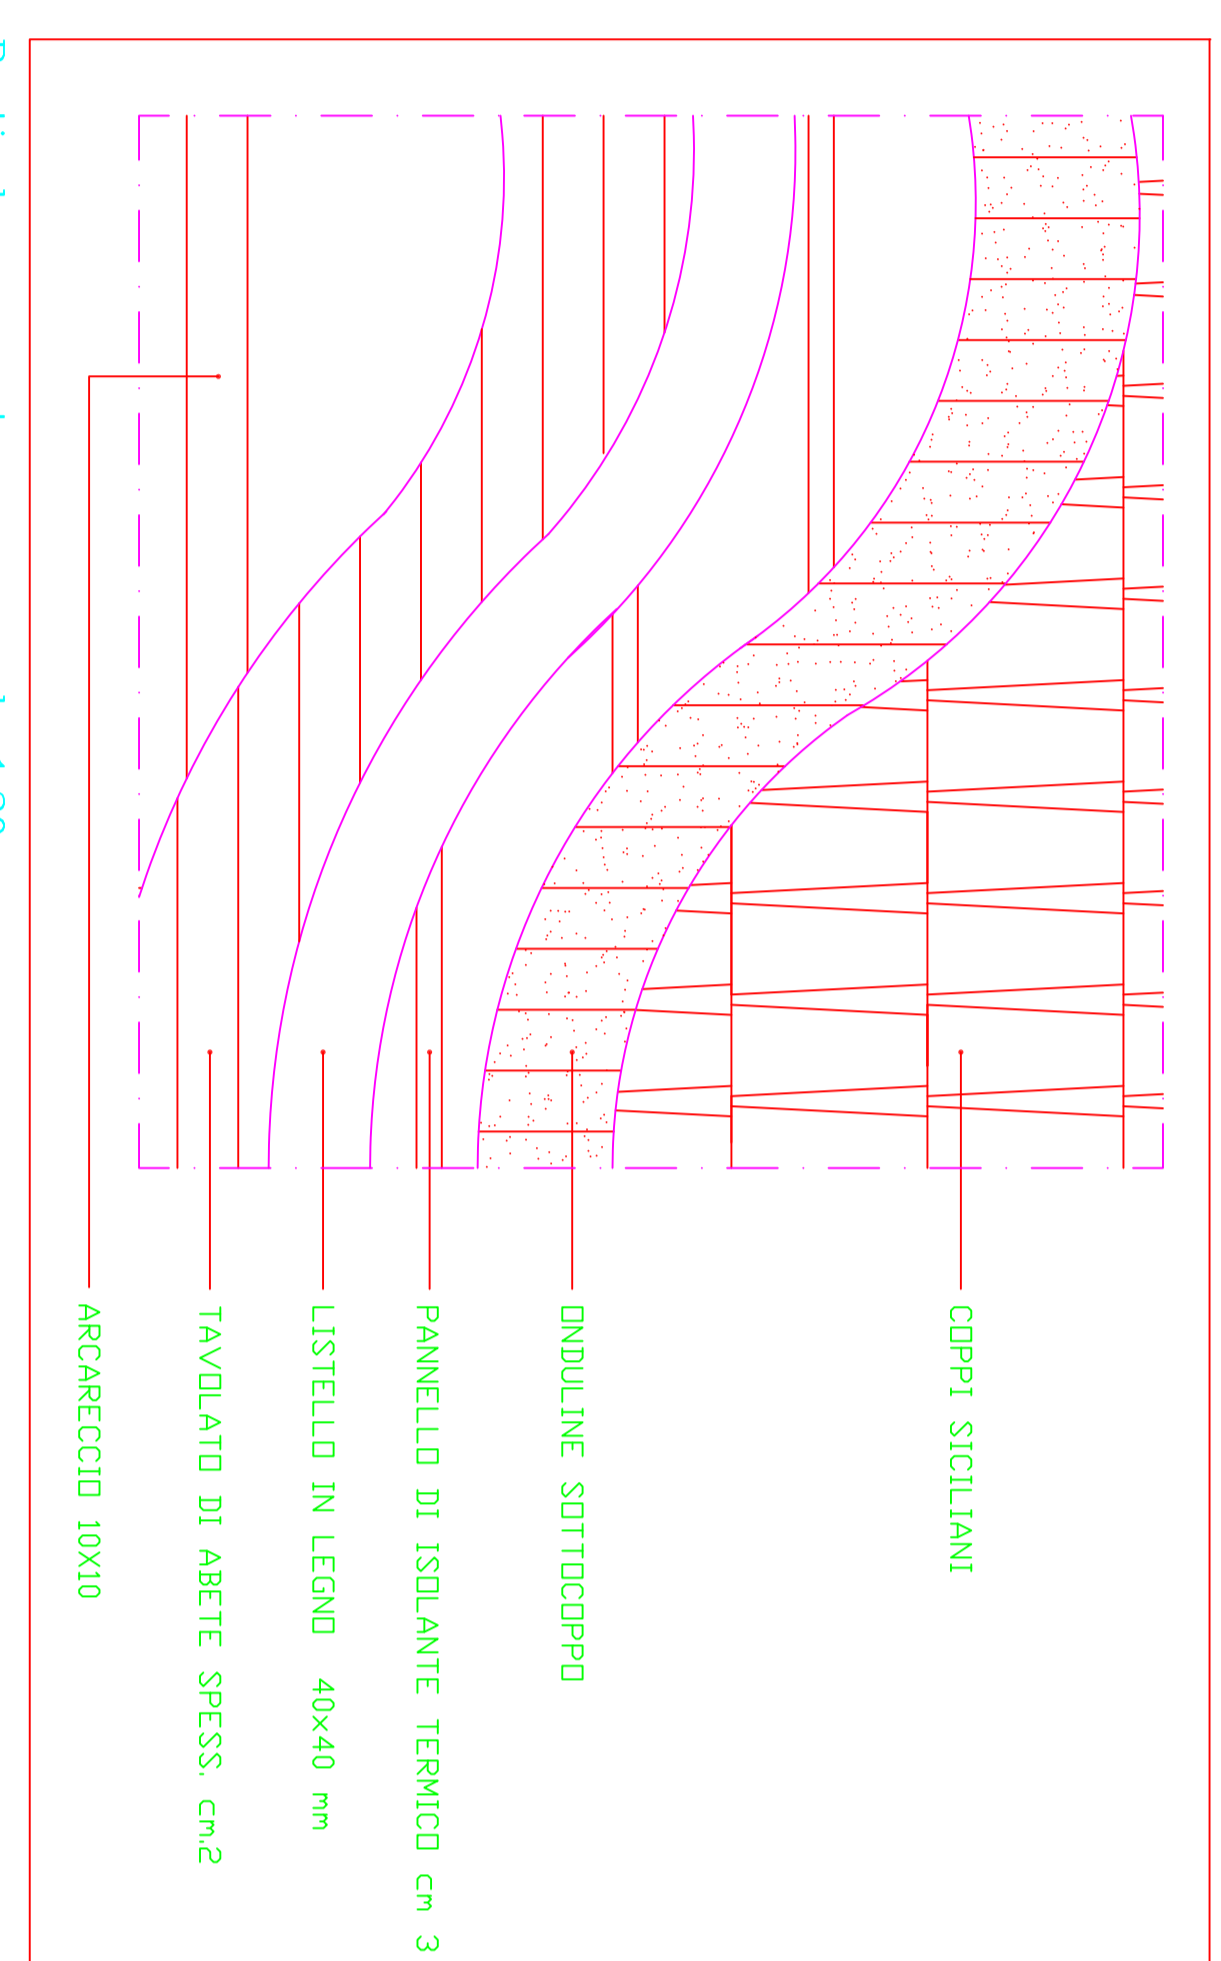 COPPI SICILIANI
ONDULINE SOTTOCOPPO
PANNELLO DI ISOLANTE TERMICO cm 3
LISTELLO IN LEGNO 40x40 mm
TAVOLATO DI ABETE SPESS. cm.2
ARCARECCIO 10X10